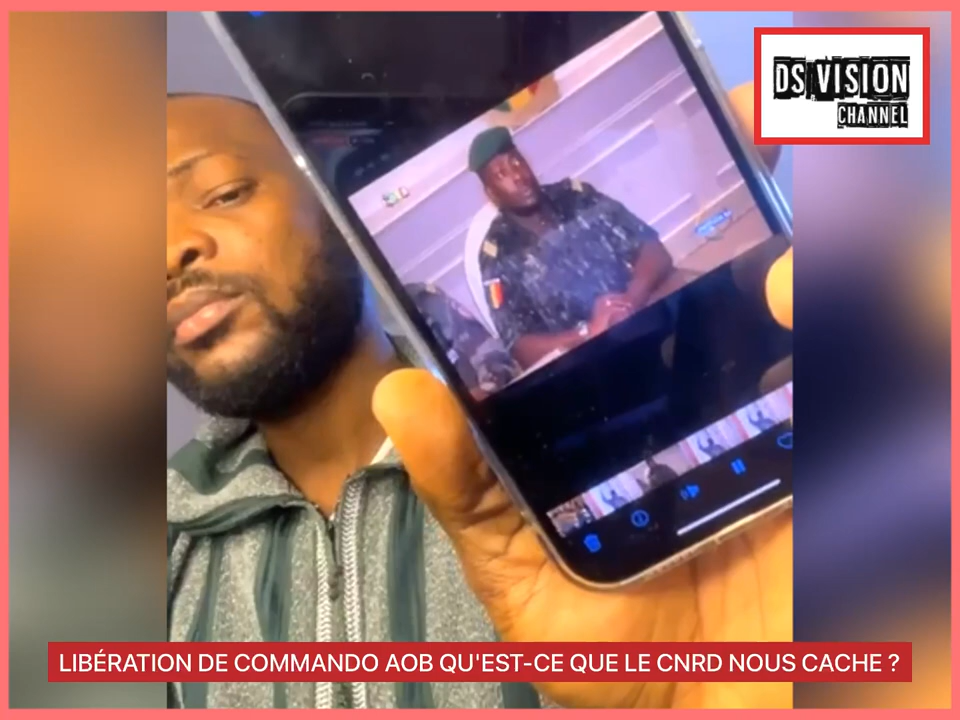 DS VISION
CHANNEL
LIBÉRATION DE COMMANDO AOB QU'EST-CE QUE LE CNRD NOUS CACHE ?